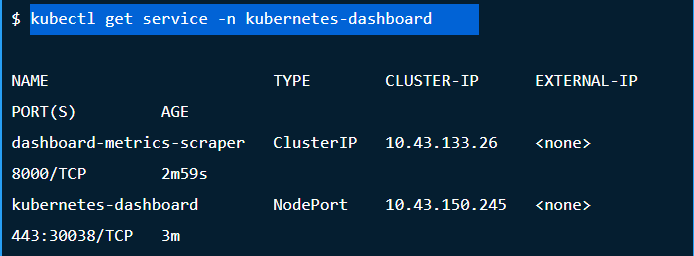 $ kubectl get service -n kubernetes-dashboard
NAME TYPE CLUSTER-IP EXTERNAL-IP
PORT(S) AGE
dashboard-metrics-scraper ClusterIP 10.43.133.26 <none>
8000/TCP 2m59s
kubernetes-dashboard NodePort 10.43.150.245 <none>
443:30038/TCP 3m